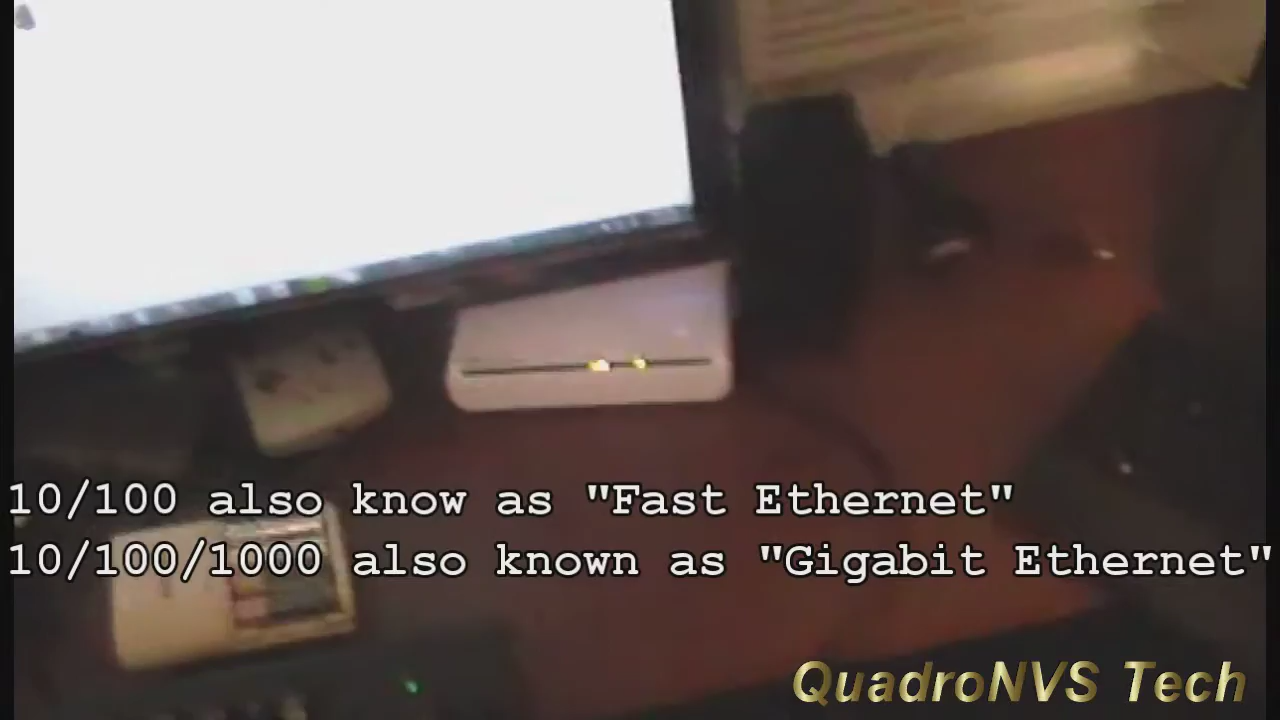 10/100 also know as "Fast Ethernet"
10/100/1000 also known as "Gigabit Ethernet"
QuadroNVS Tech